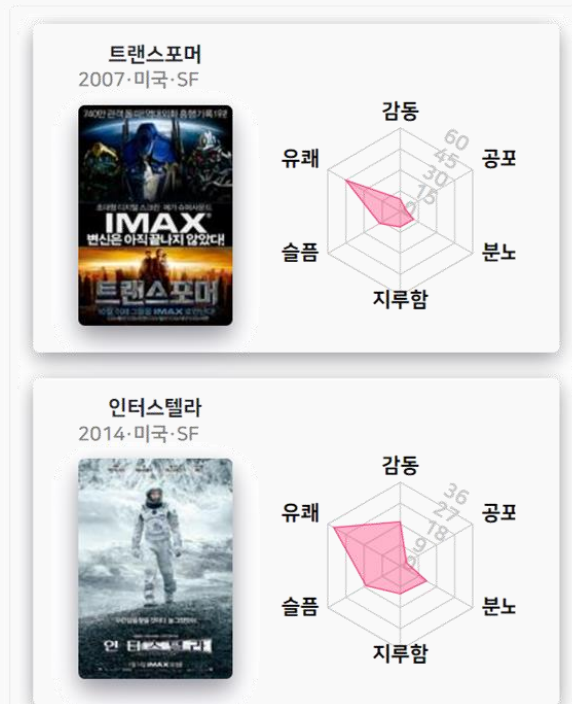 트랜스포머
2007·미국·SF
IMAX
변신은 아직 끝나지 않았다!
트랜스포머
감동
유쾌
공포
60
45
30
15
0
슬픔
분노
지루함
인터스텔라
2014·미국·SF
인터스텔라
감동
유쾌
공포
36
27
18
9
0
슬픔
분노
지루함